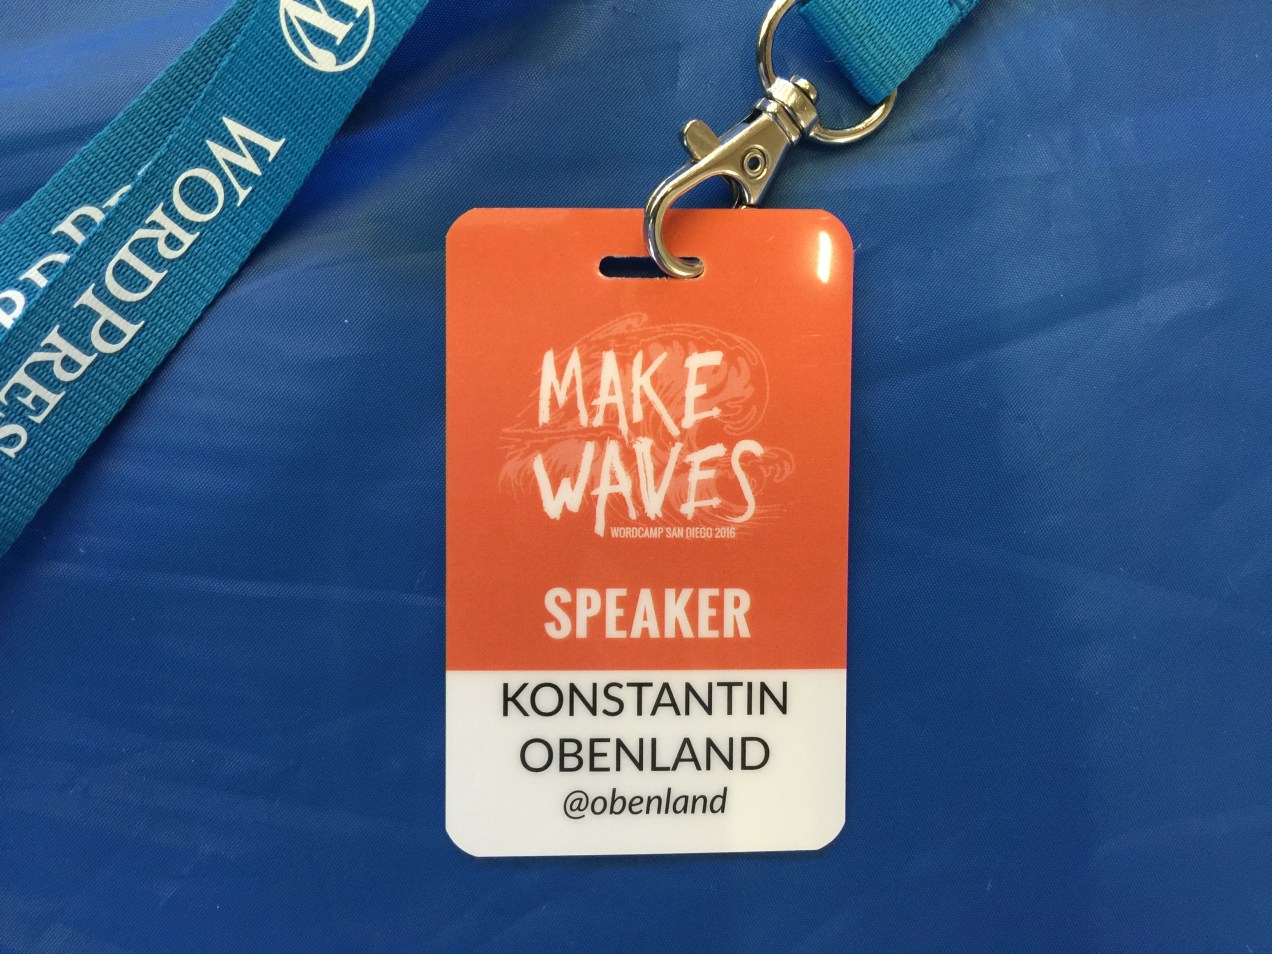 WORDPRESS
MAKE
WAVES
WORDCAMP SAN DIEGO 2016
SPEAKER
KONSTANTIN
OBENLAND
@obenland